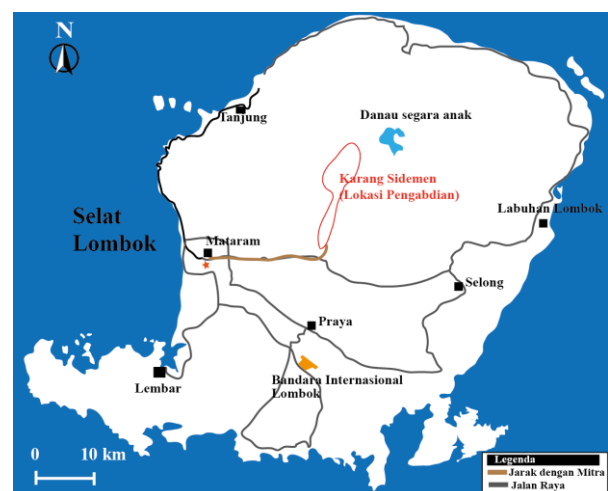 N
Tanjung
Danau segara anak
Karang Sidemen
(Lokasi Pengabdian)
Labuhan Lombok
Selat
Lombok
Mataram
Selong
Praya
Bandara Internasional
Lombok
Lembar
0 10 km
Legenda
Jarak dengan Mitra
Jalan Raya